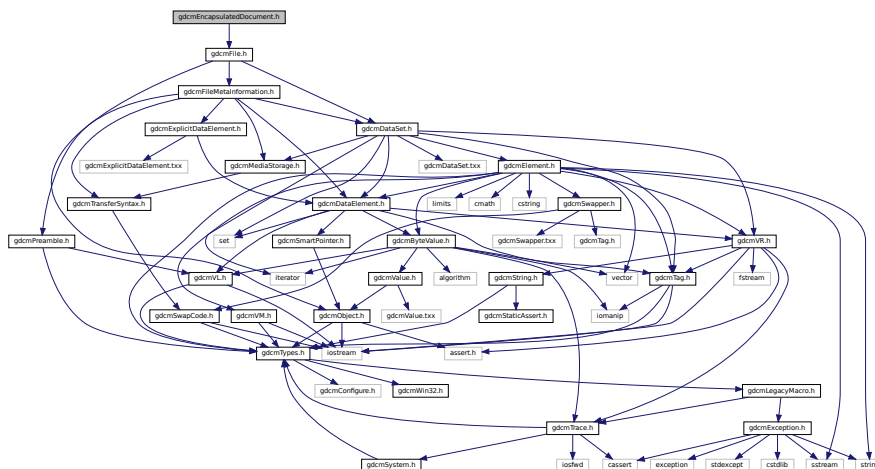 gdcmEncapsulatedDocument.h
gdcmFile.h
gdcmFileMetaInformation.h
gdcmExplicitDataElement.h
gdcmDataSet.h
gdcmExplicitDataElement.txx
gdcmMediaStorage.h
gdcmDataSet.txx
gdcmElement.h
gdcmTransferSyntax.h
gdcmDataElement.h
limits
cmath
cstring
gdcmSwapper.h
gdcmPreamble.h
set
gdcmSmartPointer.h
gdcmByteValue.h
gdcmSwapper.txx
gdcmTag.h
gdcmVR.h
gdcmVL.h
iterator
gdcmValue.h
algorithm
gdcmString.h
vector
gdcmTag.h
fstream
gdcmSwapCode.h
gdcmVM.h
gdcmObject.h
gdcmValue.txx
gdcmStaticAssert.h
iomanip
gdcmTypes.h
iostream
assert.h
gdcmConfigure.h
gdcmWin32.h
gdcmLegacyMacro.h
gdcmTrace.h
gdcmException.h
gdcmSystem.h
iosfwd
cassert
exception
stdexcept
cstdlib
sstream